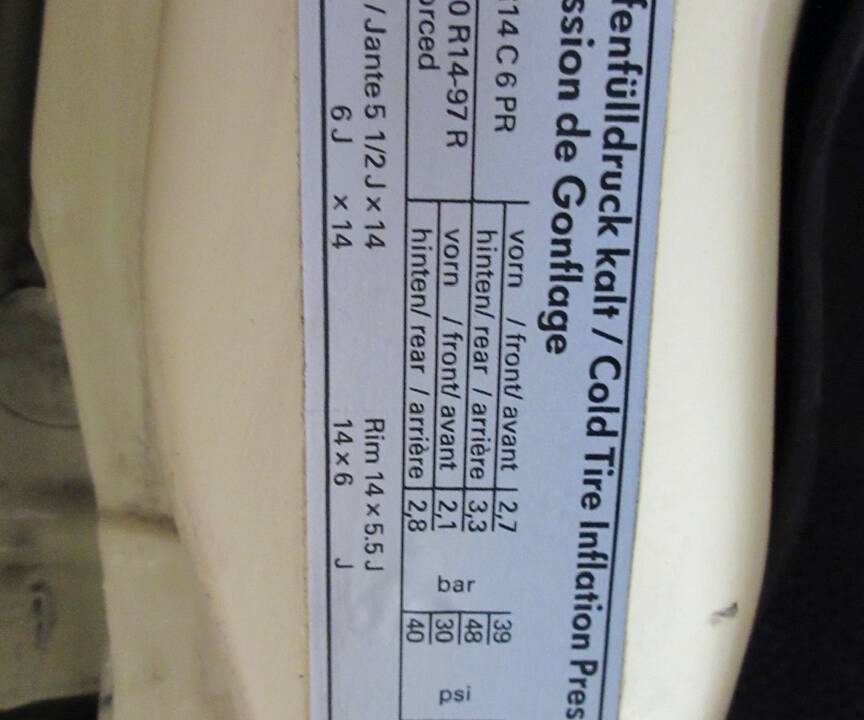 fenfülldruck kalt / Cold Tire Inflation Pres
ssion de Gonflage
14 C 6 PR vorn / front/ avant 2,7 39
hinten/ rear / arrière 3,3 48
0 R14-97 R vorn / front/ avant 2,1 bar 30 psi
orced hinten/ rear / arrière 2,8 40
/ Jante 5 1/2 J x 14 Rim 14 x 5.5 J
6 J x 14 14 x 6 J